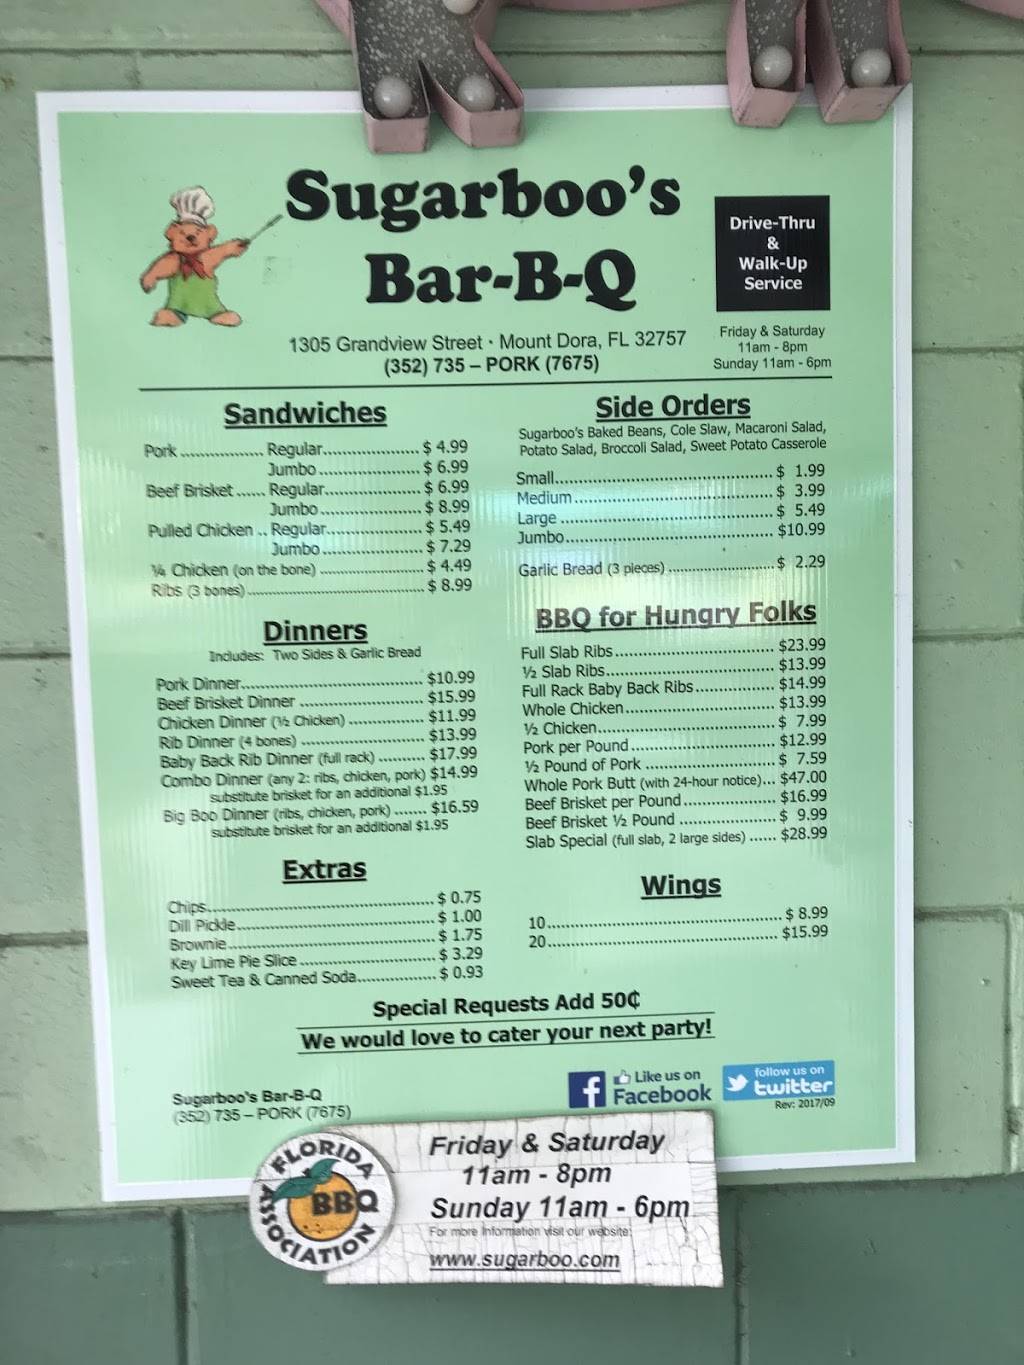 Sugarboo's
Bar-B-Q
Drive-Thru
&
Walk-Up
Service
1305 Grandview Street · Mount Dora, FL 32757
(352) 735 – PORK (7675)
Friday & Saturday
11am - 8pm
Sunday 11am - 6pm
Sandwiches
Pork ................. Regular.................... $ 4.99
Jumbo ..................... $ 6.99
Beef Brisket ...... Regular.................... $ 6.99
Jumbo ..................... $ 8.99
Pulled Chicken .. Regular.................... $ 5.49
Jumbo ..................... $ 7.29
¼ Chicken (on the bone) ...................... $ 4.49
Ribs (3 bones) ...................................... $ 8.99
Dinners
Includes: Two Sides & Garlic Bread
Pork Dinner...................................... $10.99
Beef Brisket Dinner .......................... $15.99
Chicken Dinner (½ Chicken) ................ $11.99
Rib Dinner (4 bones) .......................... $13.99
Baby Back Rib Dinner (full rack) .......... $17.99
Combo Dinner (any 2: ribs, chicken, pork) $14.99
substitute brisket for an additional $1.95
Big Boo Dinner (ribs, chicken, pork) ....... $16.59
substitute brisket for an additional $1.95
Extras
Chips................................................ $ 0.75
Dill Pickle.......................................... $ 1.00
Brownie............................................ $ 1.75
Key Lime Pie Slice ............................ $ 3.29
Sweet Tea & Canned Soda................ $ 0.93
Side Orders
Sugarboo's Baked Beans, Cole Slaw, Macaroni Salad,
Potato Salad, Broccoli Salad, Sweet Potato Casserole
Small.............................................. $ 1.99
Medium .......................................... $ 3.99
Large ............................................. $ 5.49
Jumbo............................................ $10.99
Garlic Bread (3 pieces) ........................... $ 2.29
BBQ for Hungry Folks
Full Slab Ribs ................................. $23.99
½ Slab Ribs................................... $13.99
Full Rack Baby Back Ribs................ $14.99
Whole Chicken............................... $13.99
½ Chicken..................................... $ 7.99
Pork per Pound.............................. $12.99
½ Pound of Pork ........................... $ 7.59
Whole Pork Butt (with 24-hour notice)... $47.00
Beef Brisket per Pound.................... $16.99
Beef Brisket ½ Pound .................... $ 9.99
Slab Special (full slab, 2 large sides) ...... $28.99
Wings
10................................................. $ 8.99
20................................................. $15.99
Special Requests Add 50¢
We would love to cater your next party!
Sugarboo's Bar-B-Q
(352) 735 – PORK (7675)
f
Like us on
Facebook
follow us on
twitter
Rev: 2017/09
FLORIDA
BBQ
ASSOCIATION
Friday & Saturday
11am - 8pm
Sunday 11am - 6pm
For more information visit our website:
www.sugarboo.com